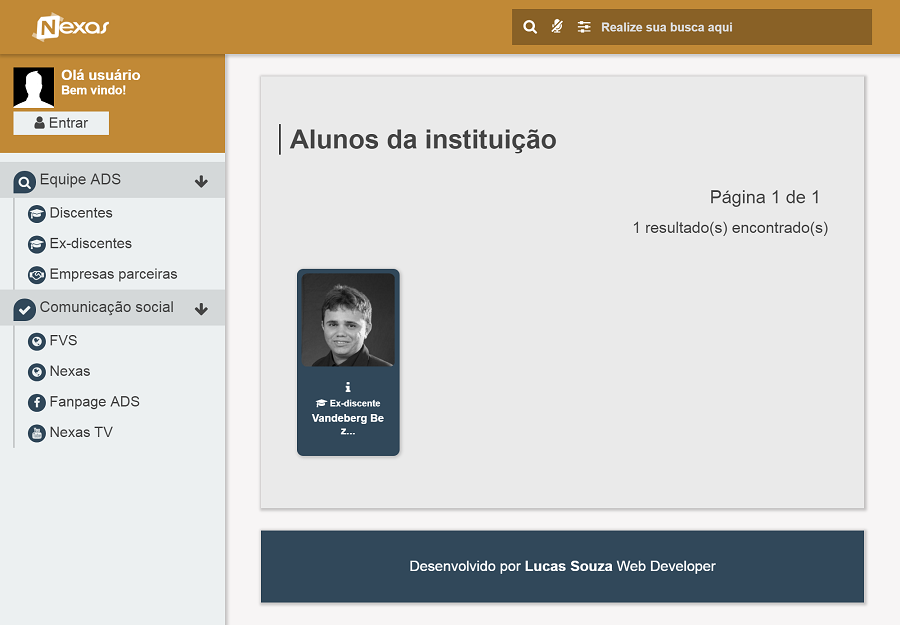 Nexas
Realize sua busca aqui
Olá usuário
Bem vindo!
Entrar
Equipe ADS
Discentes
Ex-discentes
Empresas parceiras
Comunicação social
FVS
Nexas
Fanpage ADS
Nexas TV
Alunos da instituição
Página 1 de 1
1 resultado(s) encontrado(s)
Ex-discente
Vandeberg Be
z...
Desenvolvido por Lucas Souza Web Developer